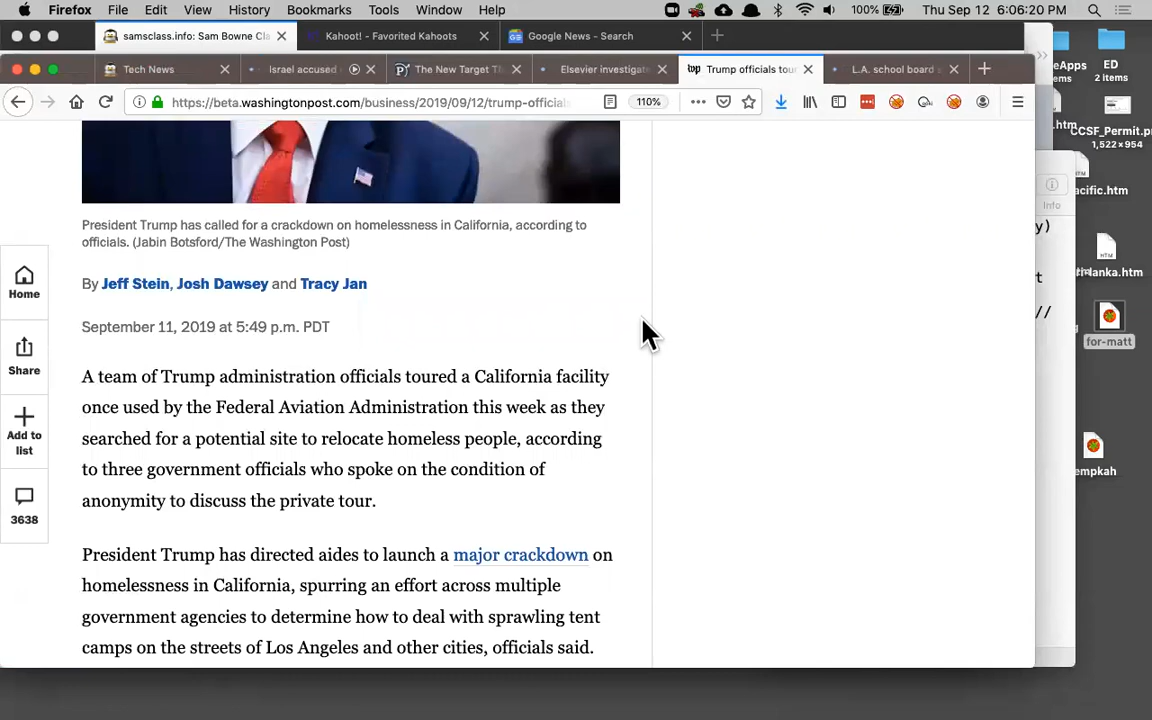 Firefox File Edit View History Bookmarks Tools Window Help 100% Thu Sep 12 6:06:20 PM
samsclass.info: Sam Bowne Cla Kahoot! - Favorited Kahoots Google News - Search
Tech News Israel accused The New Target T Elsevier investigate Trump officials tour L.A. school board
https://beta.washingtonpost.com/business/2019/09/12/trump-official 110%
President Trump has called for a crackdown on homelessness in California, according to
officials. (Jabin Botsford/The Washington Post)
By Jeff Stein, Josh Dawsey and Tracy Jan
September 11, 2019 at 5:49 p.m. PDT
A team of Trump administration officials toured a California facility
once used by the Federal Aviation Administration this week as they
searched for a potential site to relocate homeless people, according
to three government officials who spoke on the condition of
anonymity to discuss the private tour.
President Trump has directed aides to launch a major crackdown on
homelessness in California, spurring an effort across multiple
government agencies to determine how to deal with sprawling tent
camps on the streets of Los Angeles and other cities, officials said.
Home
Share
Add to
list
3638
eApps
ems
ED
2 items
.htm
CCSF_Permit.p
1,522×954
acific.htm
Info
y)
lanka.htm
t
//
for-matt
empkah